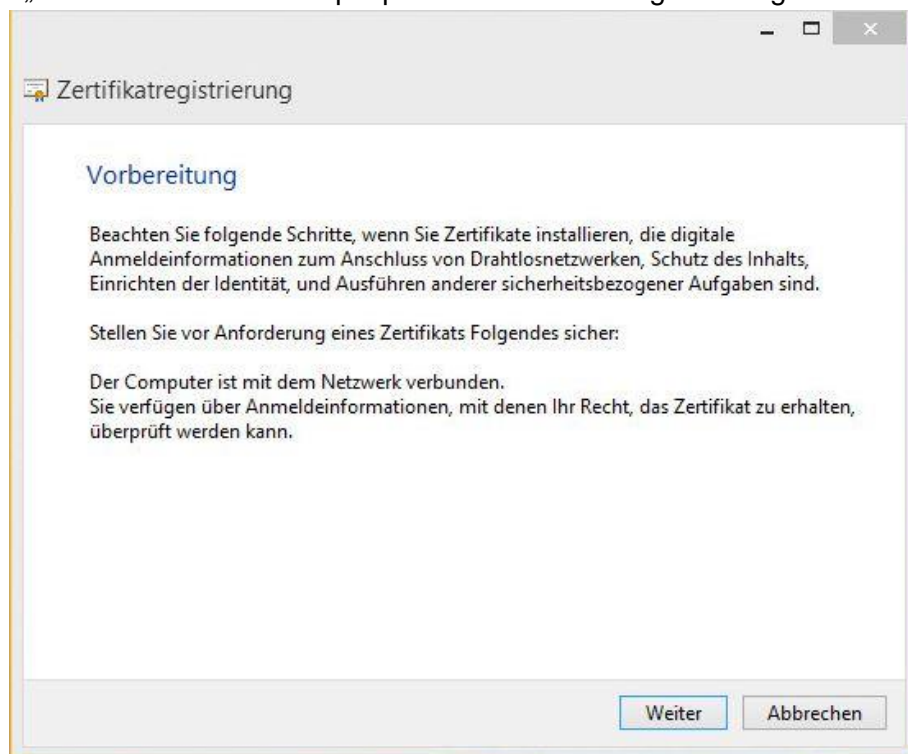 Zertifikatregistrierung
Vorbereitung
Beachten Sie folgende Schritte, wenn Sie Zertifikate installieren, die digitale
Anmeldeinformationen zum Anschluss von Drahtlosnetzwerken, Schutz des Inhalts,
Einrichten der Identität, und Ausführen anderer sicherheitsbezogener Aufgaben sind.
Stellen Sie vor Anforderung eines Zertifikats Folgendes sicher:
Der Computer ist mit dem Netzwerk verbunden.
Sie verfügen über Anmeldeinformationen, mit denen Ihr Recht, das Zertifikat zu erhalten,
überprüft werden kann.
Weiter Abbrechen